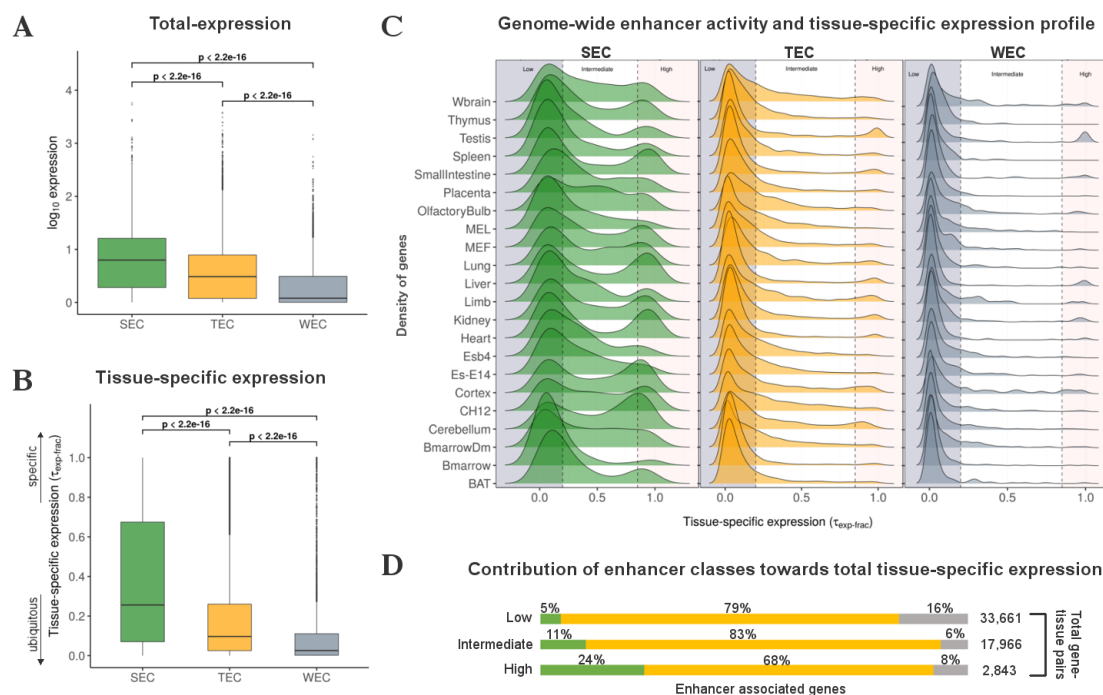 A
Total-expression
p < 2.2e-16
p < 2.2e-16
p < 2.2e-16
log10 expression
4
3
2
1
0
SEC
TEC
WEC
B
Tissue-specific expression
p < 2.2e-16
p < 2.2e-16
p < 2.2e-16
specific
ubiquitous
Tissue-specific expression (τexp-frac)
1.0
0.8
0.6
0.4
0.2
0.0
SEC
TEC
WEC
C
Genome-wide enhancer activity and tissue-specific expression profile
SEC
TEC
WEC
Low
Intermediate
High
Low
Intermediate
High
Low
Intermediate
High
Density of genes
Wbrain
Thymus
Testis
Spleen
SmallIntestine
Placenta
OlfactoryBulb
MEL
MEF
Lung
Liver
Limb
Kidney
Heart
Esb4
Es-E14
Cortex
CH12
Cerebellum
BmarrowDm
Bmarrow
BAT
0.0 0.5 1.0 0.0 0.5 1.0 0.0 0.5 1.0
Tissue-specific expression (τexp-frac)
D
Contribution of enhancer classes towards total tissue-specific expression
5% 79% 16%
Low 33,661
11% 83% 6%
Intermediate 17,966
24% 68% 8%
High 2,843
Enhancer associated genes
Total gene-
tissue pairs